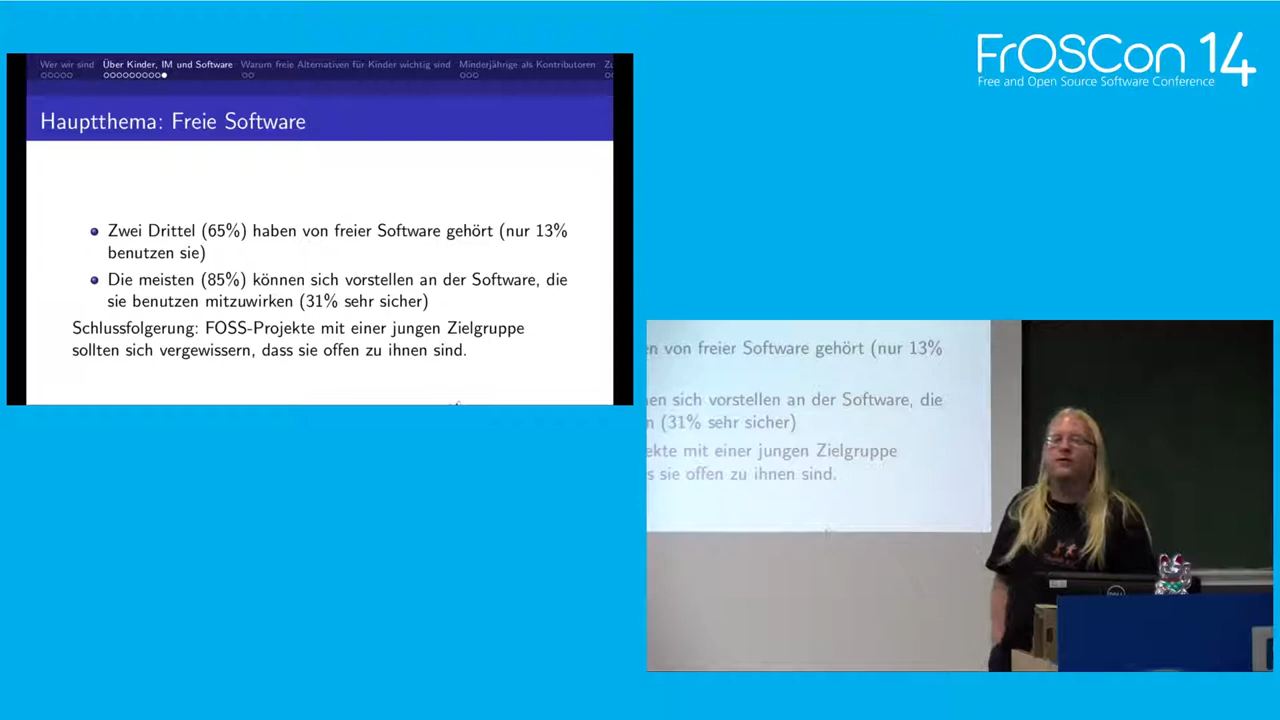 FrOSCon 14
Free and Open Source Software Conference
Wer wir sind Über Kinder, IM und Software Warum freie Alternativen für Kinder wichtig sind Minderjährige als Kontributoren Zu
Hauptthema: Freie Software
Zwei Drittel (65%) haben von freier Software gehört (nur 13%
benutzen sie)
Die meisten (85%) können sich vorstellen an der Software, die
sie benutzen mitzuwirken (31% sehr sicher)
Schlussfolgerung: FOSS-Projekte mit einer jungen Zielgruppe
sollten sich vergewissern, dass sie offen zu ihnen sind.
en von freier Software gehört (nur 13%
en sich vorstellen an der Software, die
n (31% sehr sicher)
ekte mit einer jungen Zielgruppe
s sie offen zu ihnen sind.
DELL